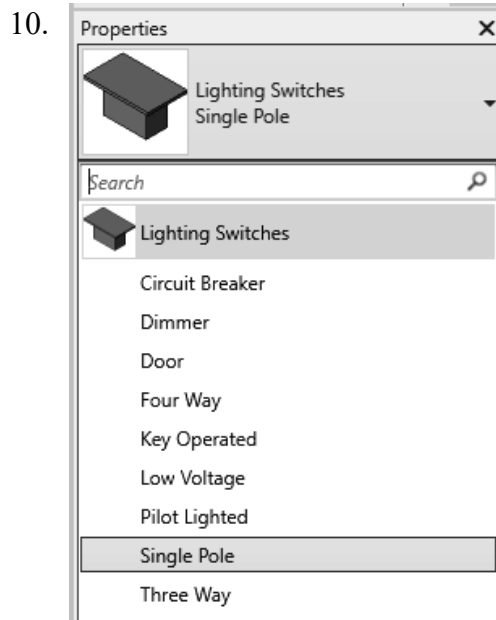 10.
Properties X
Lighting Switches
Single Pole
Search
Lighting Switches
Circuit Breaker
Dimmer
Door
Four Way
Key Operated
Low Voltage
Pilot Lighted
Single Pole
Three Way